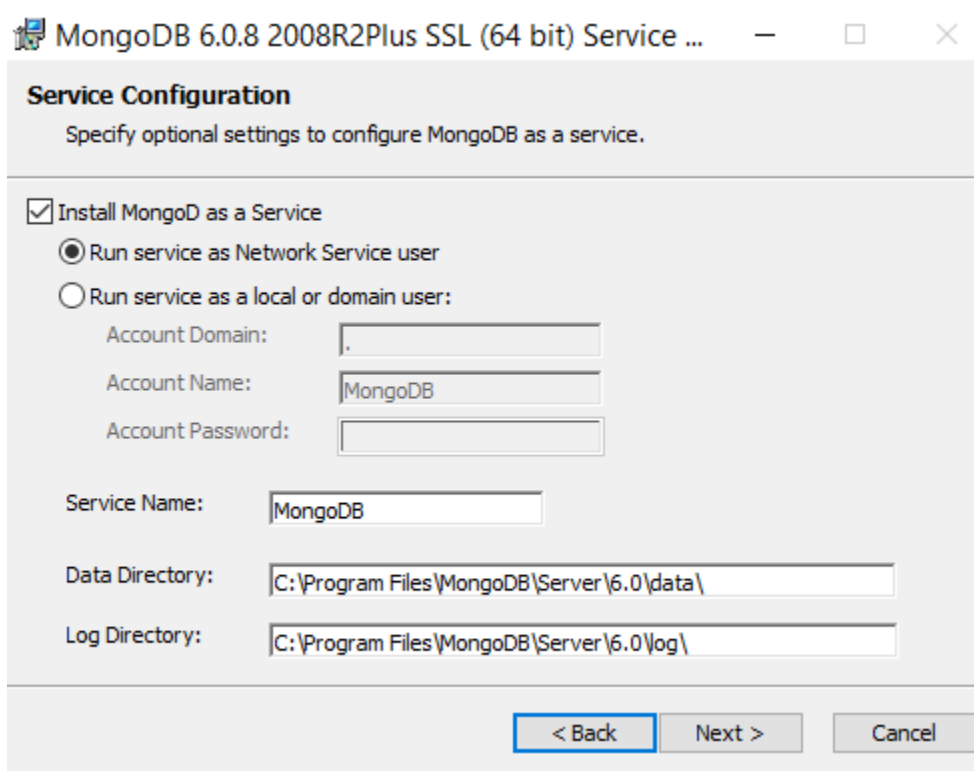 MongoDB 6.0.8 2008R2Plus SSL (64 bit) Service ...
Service Configuration
Specify optional settings to configure MongoDB as a service.
Install MongoD as a Service
Run service as Network Service user
Run service as a local or domain user:
Account Domain: .
Account Name: MongoDB
Account Password:
Service Name: MongoDB
Data Directory: C:\Program Files\MongoDB\Server\6.0\data\
Log Directory: C:\Program Files\MongoDB\Server\6.0\log\
< Back Next > Cancel